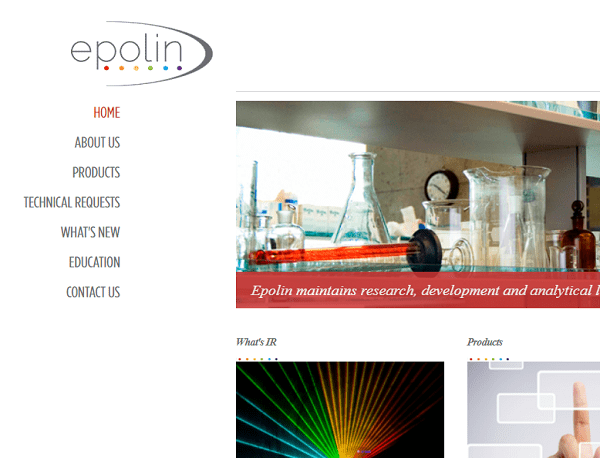 epolin
HOME
ABOUT US
PRODUCTS
TECHNICAL REQUESTS
WHAT'S NEW
EDUCATION
CONTACT US
Epolin maintains research, development and analytical
What's IR
Products